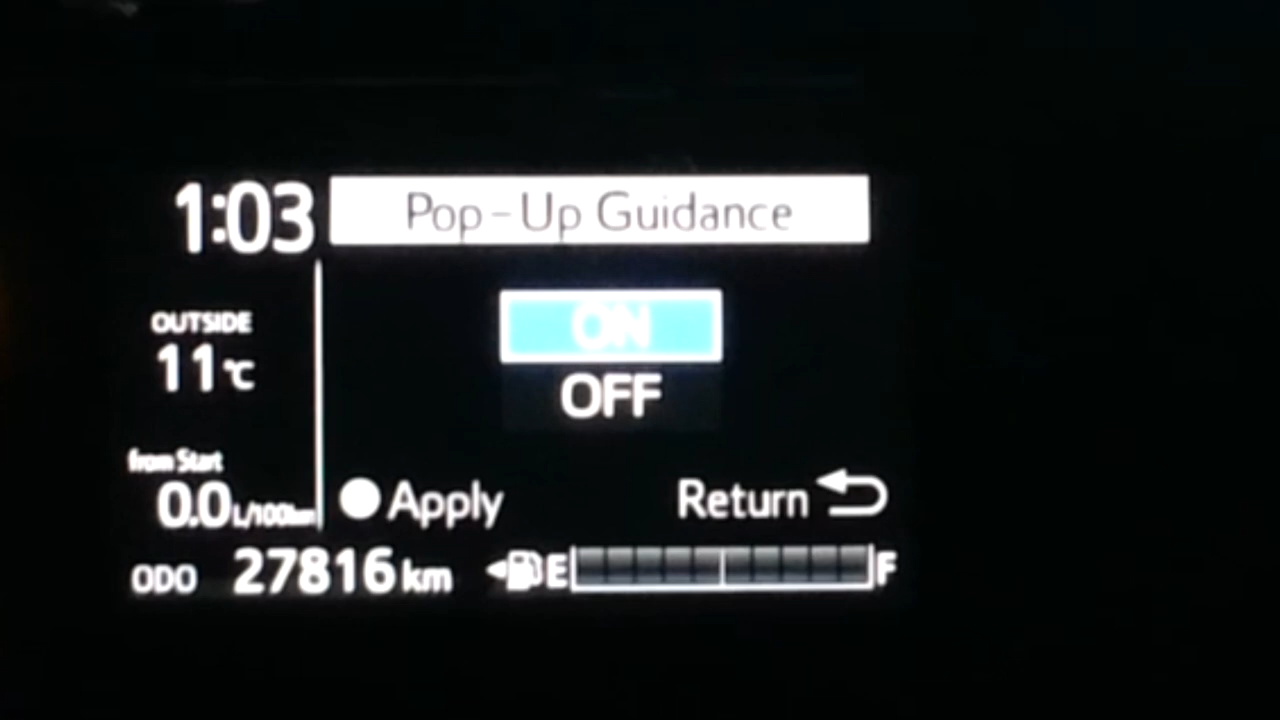 1:03
Pop-Up Guidance
OUTSIDE
11°C
ON
OFF
from Start
0.0 L/100km
Apply
Return
ODO 27816 km
E F